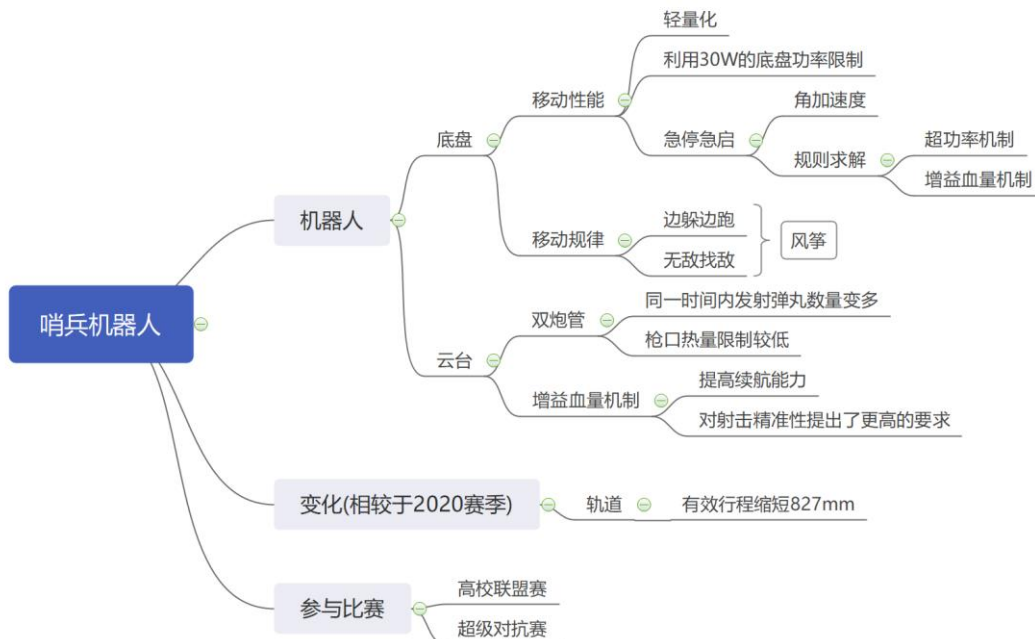 轻量化
利用30W的底盘功率限制
移动性能
角加速度
底盘
急停急启
超功率机制
规则求解
增益血量机制
机器人
边躲边跑
移动规律
风筝
无敌找敌
同一时间内发射弹丸数量变多
哨兵机器人
双炮管
枪口热量限制较低
云台
提高续航能力
增益血量机制
对射击精准性提出了更高的要求
变化(相较于2020赛季)
轨道
有效行程缩短827mm
高校联盟赛
参与比赛
超级对抗赛